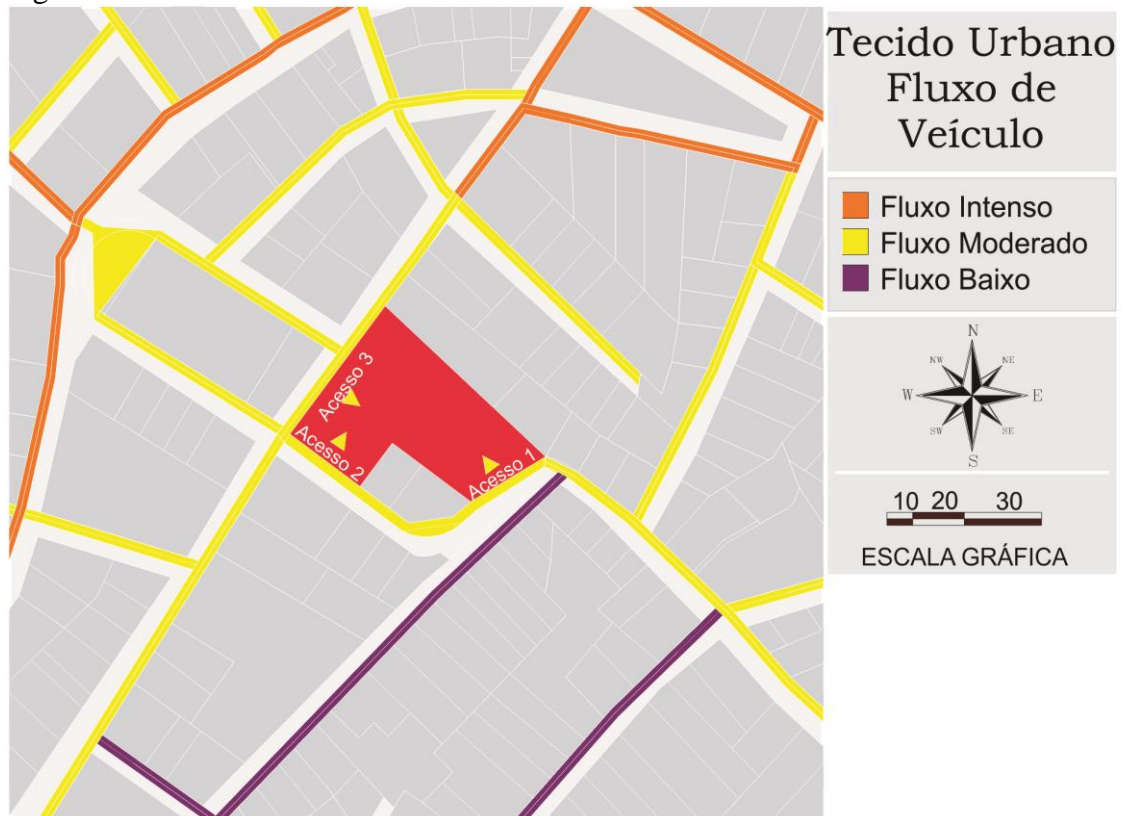 Tecido Urbano
Fluxo de
Veículo
Fluxo Intenso
Fluxo Moderado
Fluxo Baixo
N
NW NE
W E
SW SE
S
10 20 30
ESCALA GRÁFICA
Acesso 3
Acesso 2
Acesso 1